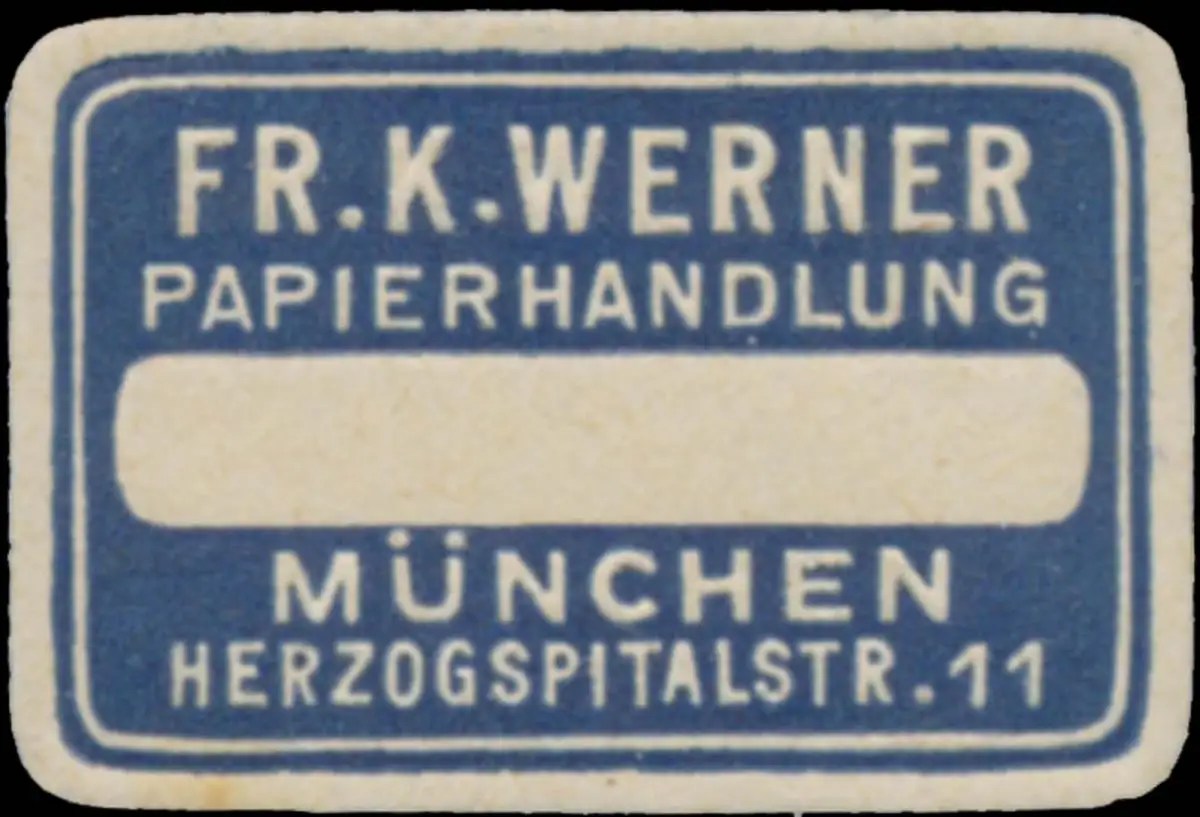 FR.K.WERNER
PAPIERHANDLUNG
MÜNCHEN
HERZOGSPITALSTR.11